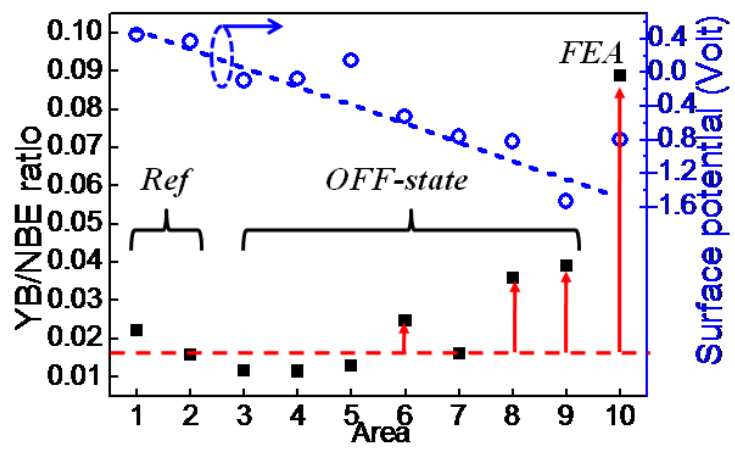 0.10
0.09
0.08
0.07
0.06
0.05
0.04
0.03
0.02
0.01
YB/NBE ratio
Ref
OFF-state
FEA
0.4
0.0
-0.4
-0.8
-1.2
-1.6
Surface potential (Volt)
1 2 3 4 5 6 7 8 9 10
Area